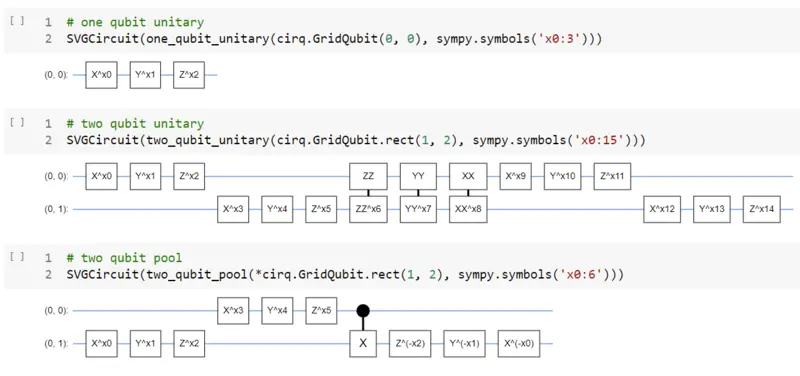 [ ] 1 # one qubit unitary
2 SVGCircuit(one_qubit_unitary(cirq.GridQubit(0, 0), sympy.symbols('x0:3')))
(0, 0): X^x0 Y^x1 Z^x2
[ ] 1 # two qubit unitary
2 SVGCircuit(two_qubit_unitary(cirq.GridQubit.rect(1, 2), sympy.symbols('x0:15')))
(0, 0): X^x0 Y^x1 Z^x2 ZZ YY XX X^x9 Y^x10 Z^x11
(0, 1): X^x3 Y^x4 Z^x5 ZZ^x6 YY^x7 XX^x8 X^x12 Y^x13 Z^x14
[ ] 1 # two qubit pool
2 SVGCircuit(two_qubit_pool(*cirq.GridQubit.rect(1, 2), sympy.symbols('x0:6')))
(0, 0): X^x3 Y^x4 Z^x5
(0, 1): X^x0 Y^x1 Z^x2 X Z^(-x2) Y^(-x1) X^(-x0)